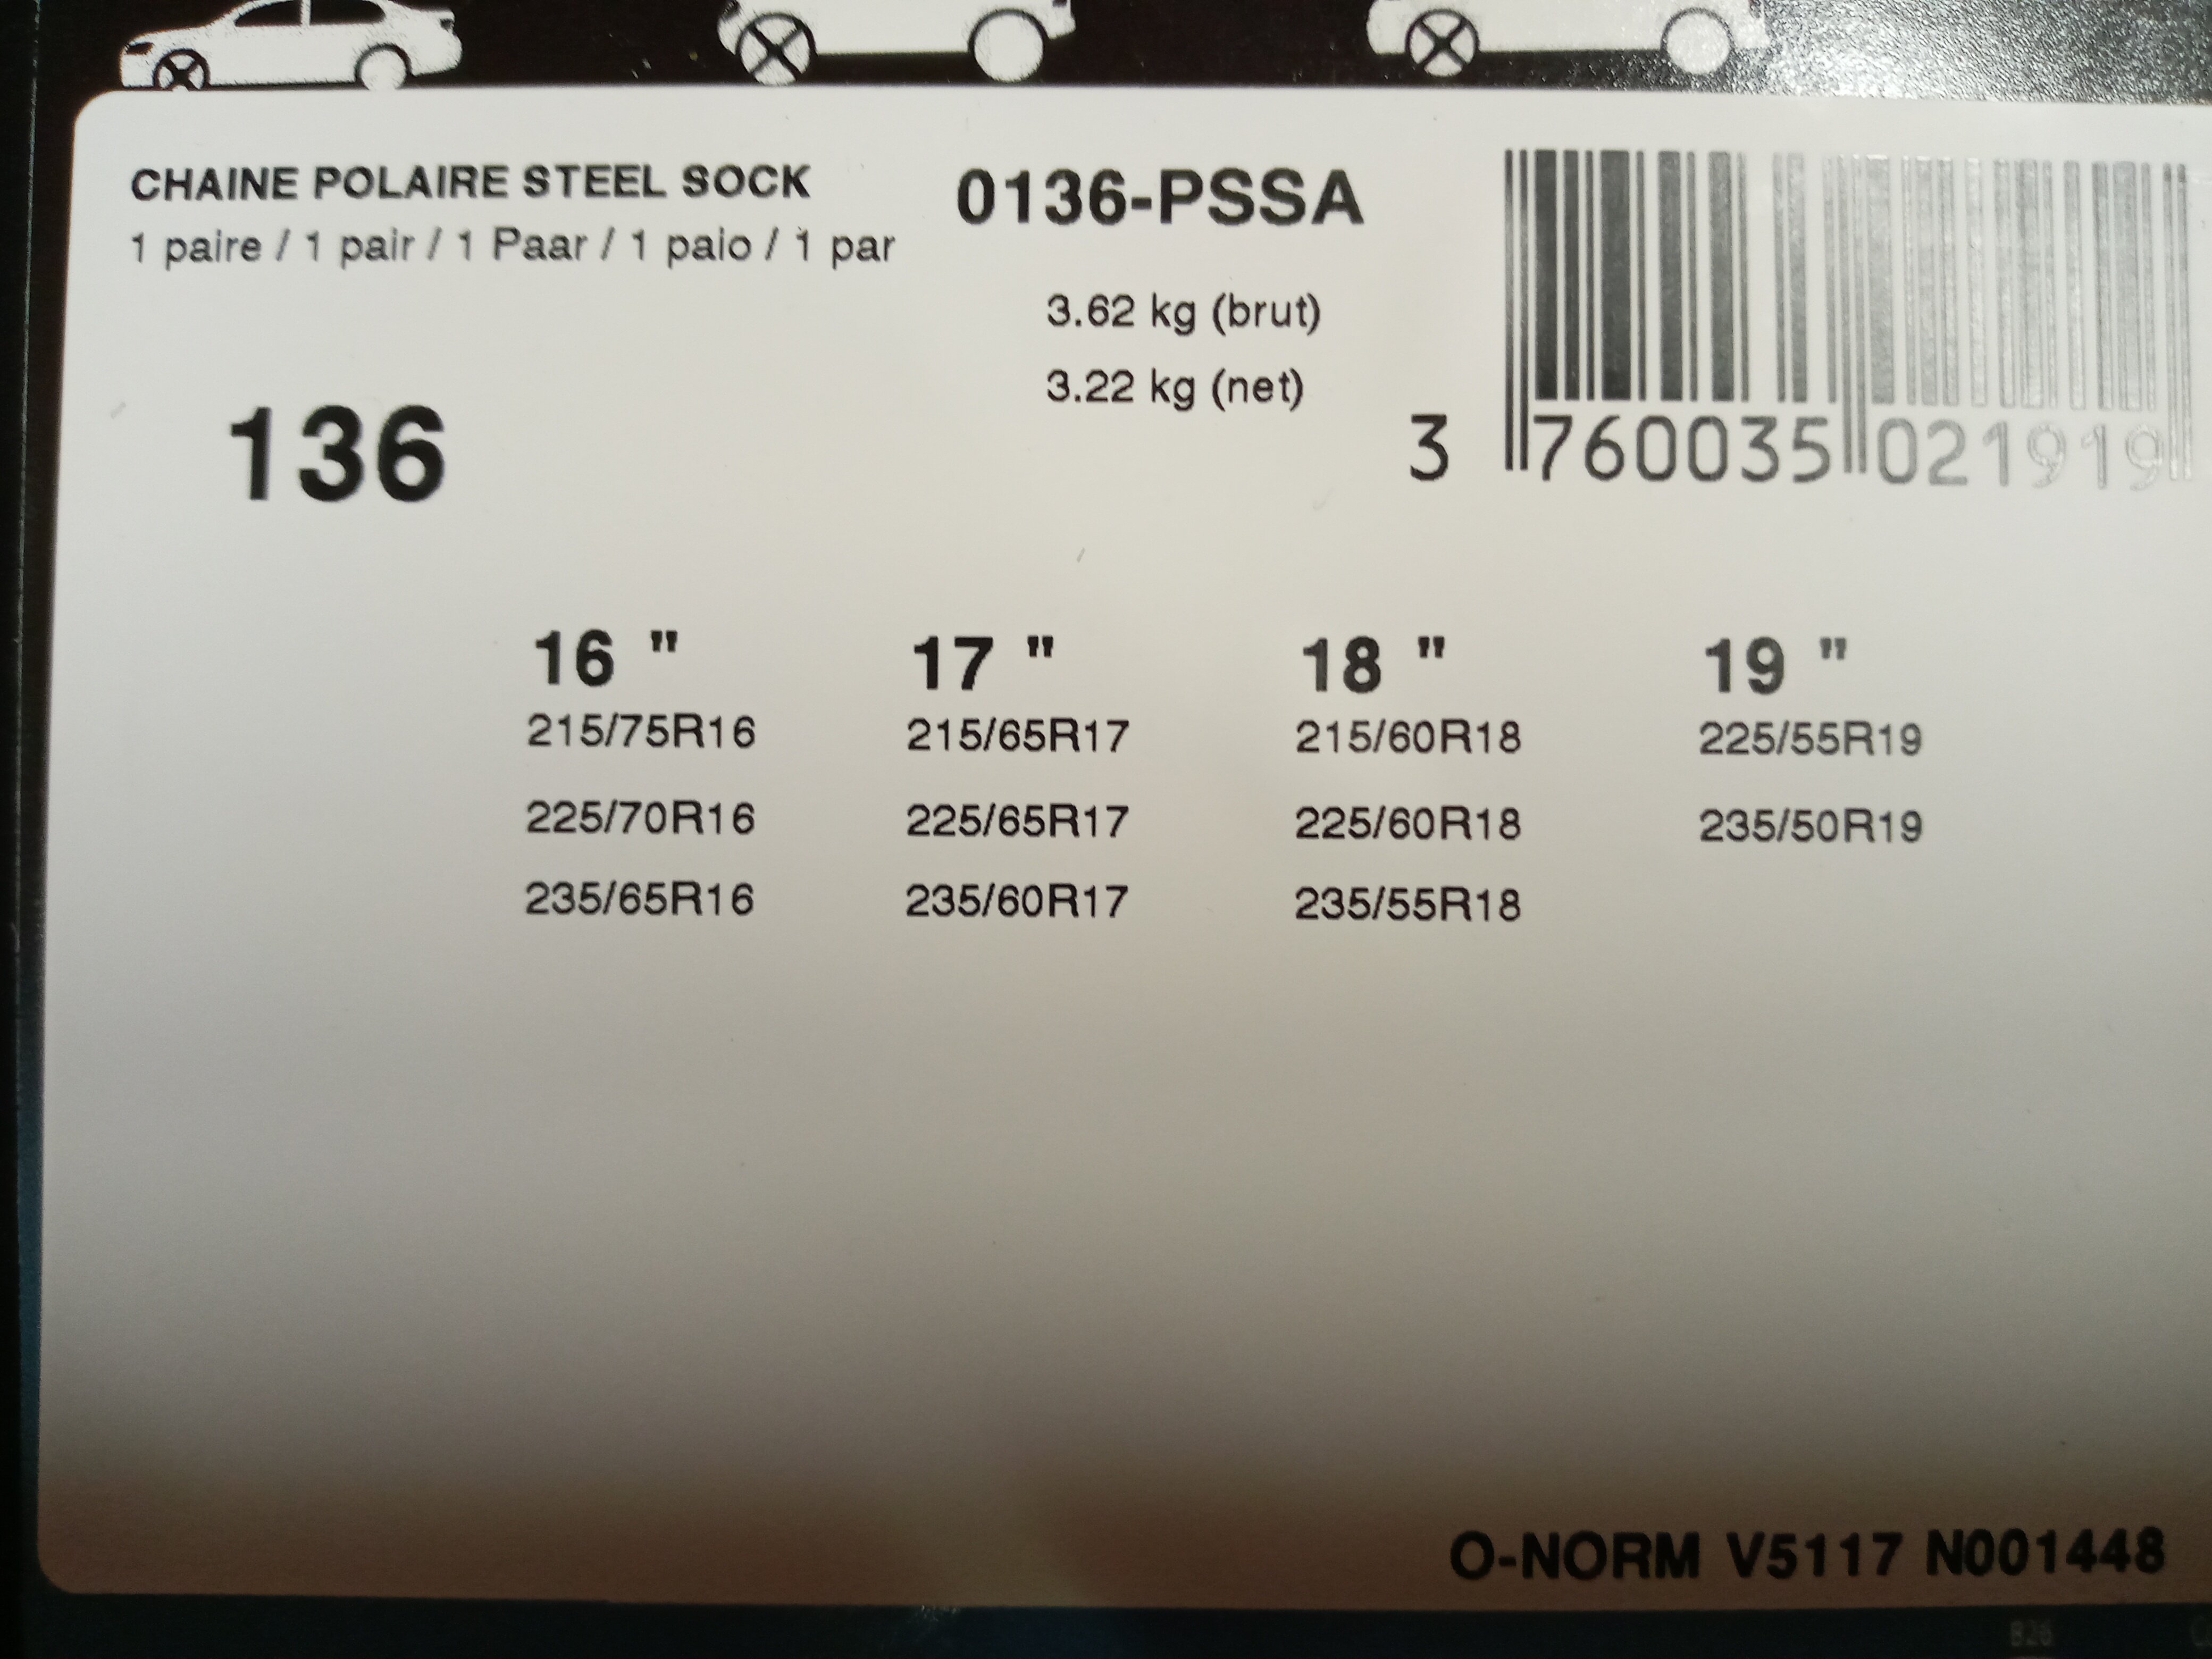 CHAINE POLAIRE STEEL SOCK
1 paire / 1 pair / 1 Paar / 1 paio / 1 par
0136-PSSA
3.62 kg (brut)
3.22 kg (net)
3 760035 021919
136
16 " 17 " 18 " 19 "
215/75R16 215/65R17 215/60R18 225/55R19
225/70R16 225/65R17 225/60R18 235/50R19
235/65R16 235/60R17 235/55R18
O-NORM V5117 N001448